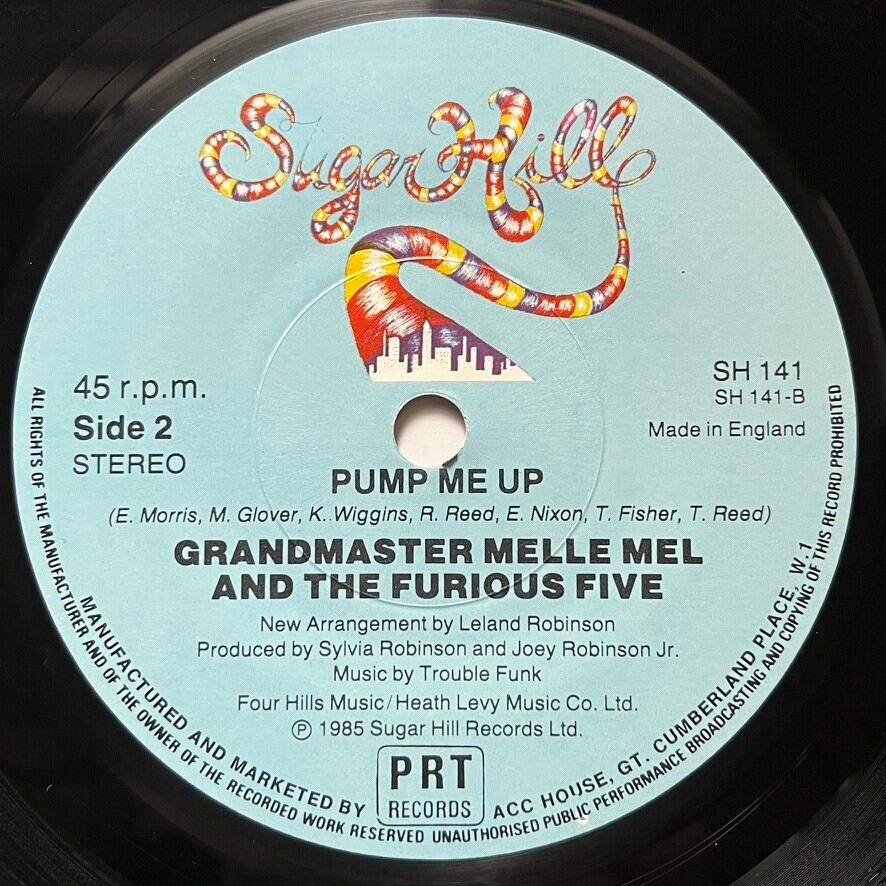 Sugar Hill
45 r.p.m.
Side 2
STEREO
SH 141
SH 141-B
Made in England
PUMP ME UP
(E. Morris, M. Glover, K. Wiggins, R. Reed, E. Nixon, T. Fisher, T. Reed)
GRANDMASTER MELLE MEL
AND THE FURIOUS FIVE
New Arrangement by Leland Robinson
Produced by Sylvia Robinson and Joey Robinson Jr.
Music by Trouble Funk
Four Hills Music/Heath Levy Music Co. Ltd.
℗ 1985 Sugar Hill Records Ltd.
MANUFACTURED AND MARKETED BY PRT RECORDS ACC HOUSE, GT. CUMBERLAND PLACE, W.1
ALL RIGHTS OF THE MANUFACTURER AND OF THE OWNER OF THE RECORDED WORK RESERVED UNAUTHORISED PUBLIC PERFORMANCE BROADCASTING AND COPYING OF THIS RECORD PROHIBITED